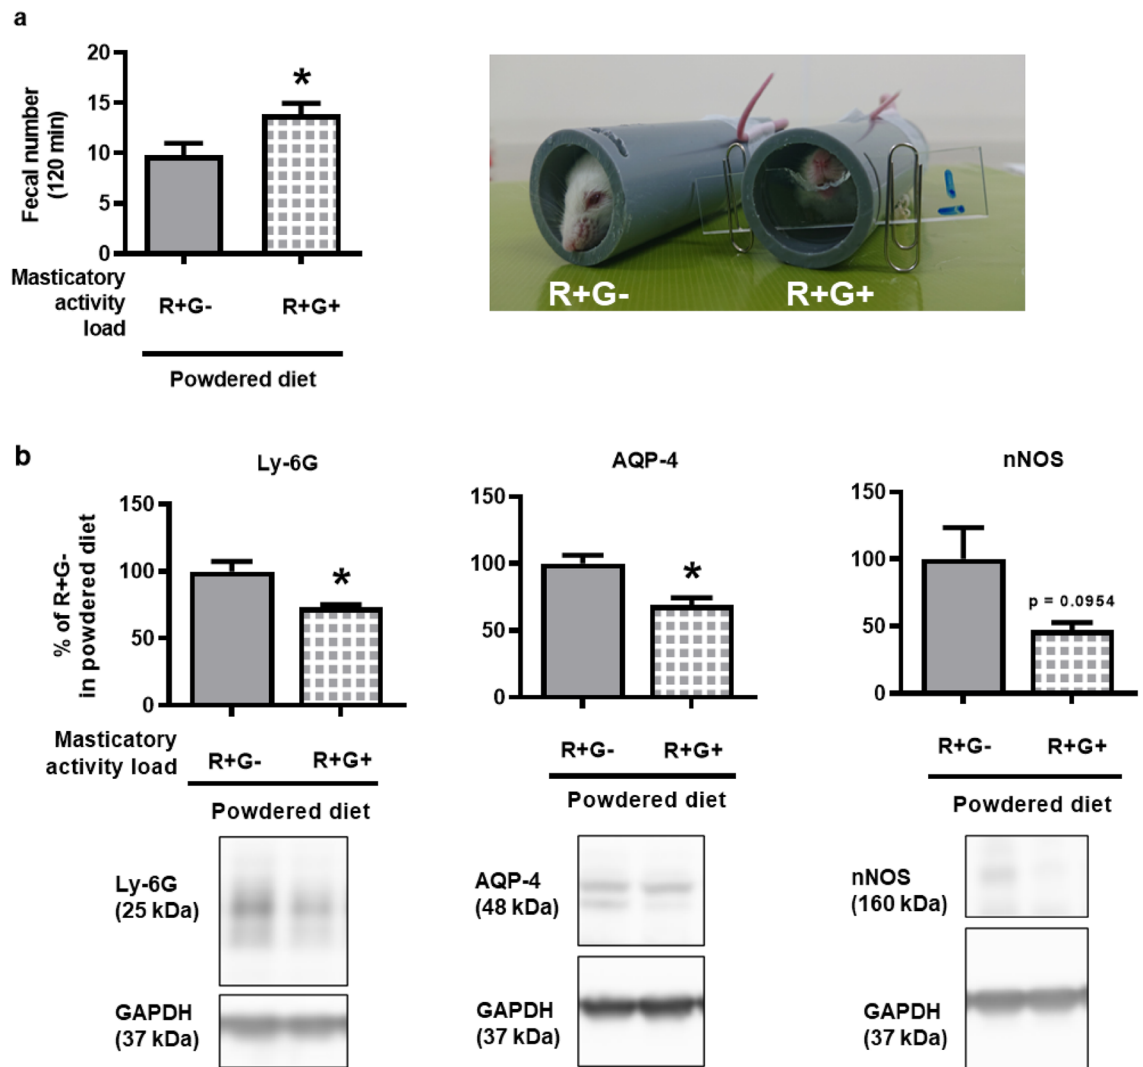 a
20
15
10
5
0
Fecal number
(120 min)
*
Masticatory
activity
load
R+G-
R+G+
Powdered diet
R+G-
R+G+
b
Ly-6G
150
100
50
0
% of R+G-
in powdered diet
*
Masticatory
activity load
R+G-
R+G+
Powdered diet
Ly-6G
(25 kDa)
GAPDH
(37 kDa)
AQP-4
150
100
50
0
*
R+G-
R+G+
Powdered diet
AQP-4
(48 kDa)
GAPDH
(37 kDa)
nNOS
150
100
50
0
p = 0.0954
R+G-
R+G+
Powdered diet
nNOS
(160 kDa)
GAPDH
(37 kDa)